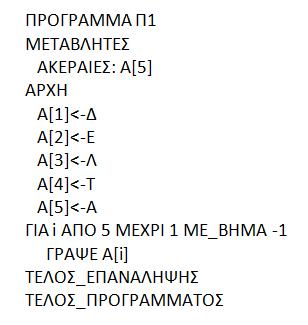 ΠΡΟΓΡΑΜΜΑ Π1
ΜΕΤΑΒΛΗΤΕΣ
ΑΚΕΡΑΙΕΣ: Α[5]
ΑΡΧΗ
Α[1]<-Δ
Α[2]<-Ε
Α[3]<-Λ
Α[4]<-Τ
Α[5]<-Α
ΓΙΑ i ΑΠΟ 5 ΜΕΧΡΙ 1 ΜΕ_ΒΗΜΑ -1
ΓΡΑΨΕ Α[i]
ΤΕΛΟΣ_ΕΠΑΝΑΛΗΨΗΣ
ΤΕΛΟΣ_ΠΡΟΓΡΑΜΜΑΤΟΣ